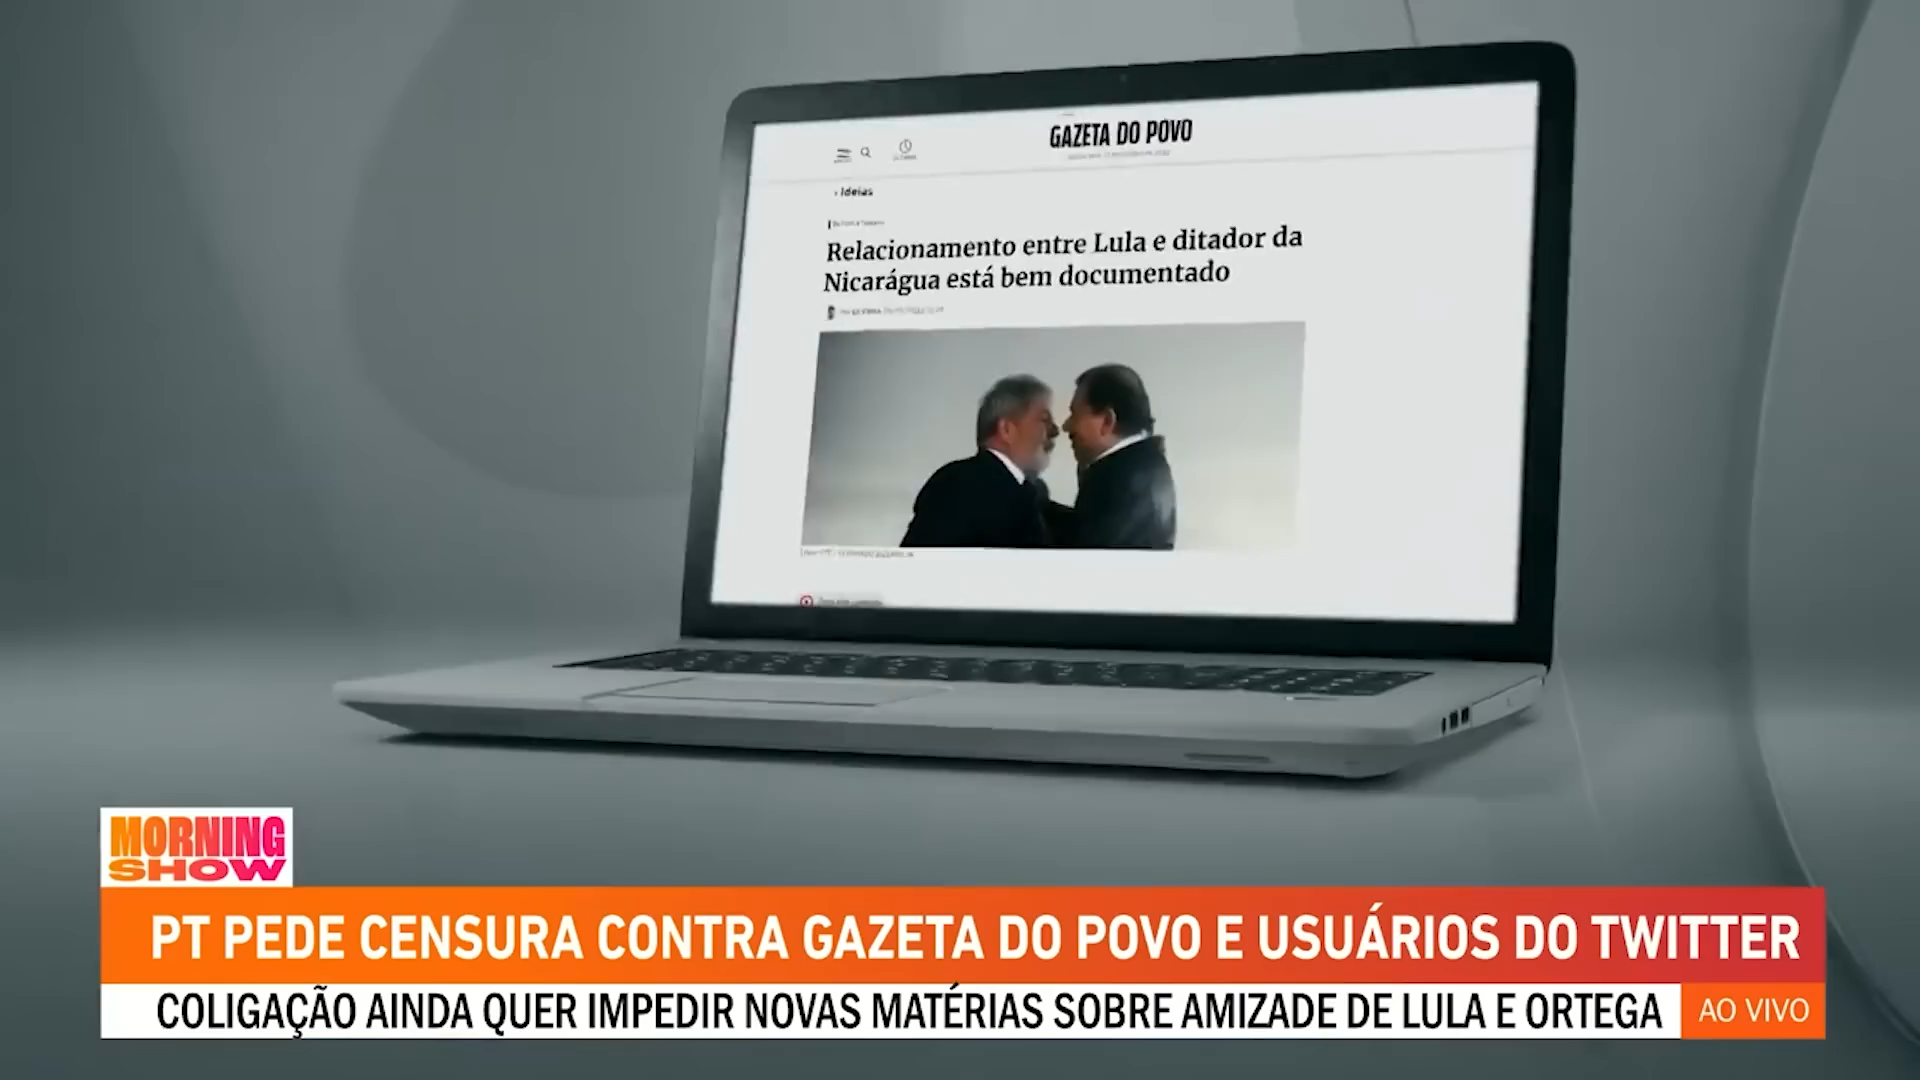 GAZETA DO POVO
Ideias
Relacionamento entre Lula e ditador da
Nicarágua está bem documentado
MORNING
SHOW
PT PEDE CENSURA CONTRA GAZETA DO POVO E USUÁRIOS DO TWITTER
COLIGAÇÃO AINDA QUER IMPEDIR NOVAS MATÉRIAS SOBRE AMIZADE DE LULA E ORTEGA
AO VIVO